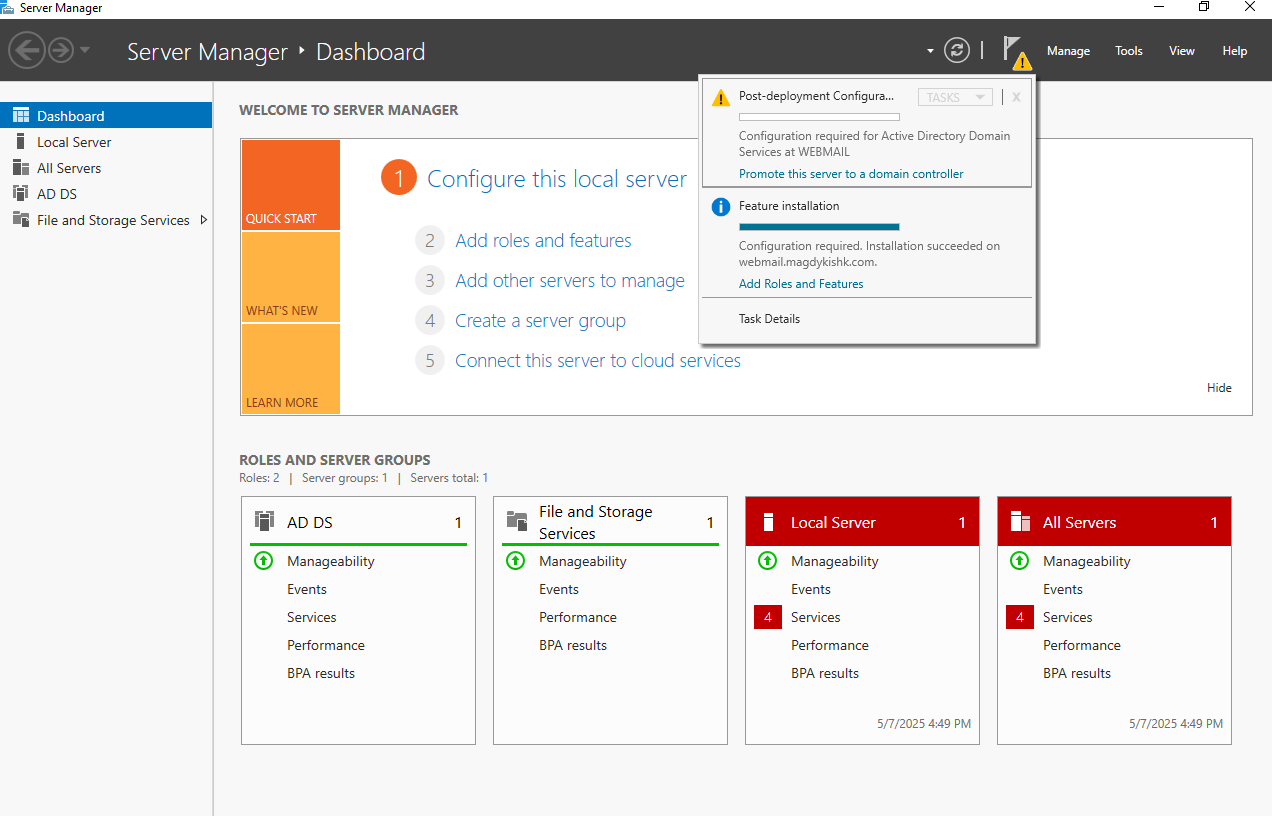 Server Manager
Server Manager ‣ Dashboard
Manage Tools View Help
Dashboard
Local Server
All Servers
AD DS
File and Storage Services
WELCOME TO SERVER MANAGER
QUICK START
WHAT'S NEW
LEARN MORE
1 Configure this local server
2 Add roles and features
3 Add other servers to manage
4 Create a server group
5 Connect this server to cloud services
Hide
Post-deployment Configura...
TASKS
X
Configuration required for Active Directory Domain
Services at WEBMAIL
Promote this server to a domain controller
Feature installation
Configuration required. Installation succeeded on
webmail.magdykishk.com.
Add Roles and Features
Task Details
ROLES AND SERVER GROUPS
Roles: 2 | Server groups: 1 | Servers total: 1
AD DS 1
Manageability
Events
Services
Performance
BPA results
File and Storage
Services
1
Manageability
Events
Performance
BPA results
Local Server 1
Manageability
Events
4 Services
Performance
BPA results
5/7/2025 4:49 PM
All Servers 1
Manageability
Events
4 Services
Performance
BPA results
5/7/2025 4:49 PM